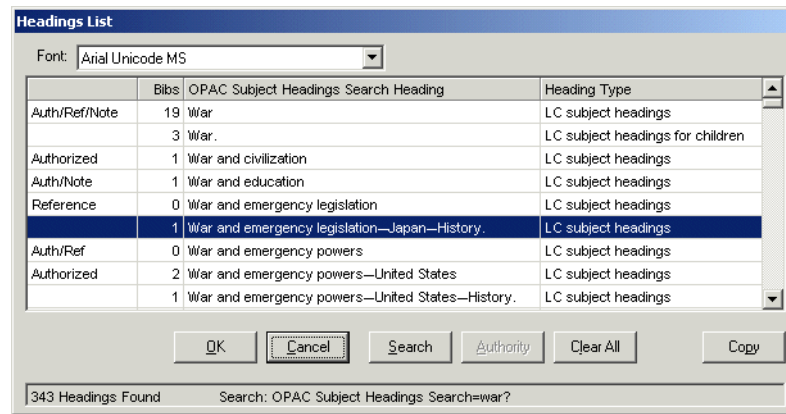 Headings List
Font: Arial Unicode MS
Bibs OPAC Subject Headings Search Heading Heading Type
Auth/Ref/Note 19 War LC subject headings
3 War. LC subject headings for children
Authorized 1 War and civilization LC subject headings
Auth/Note 1 War and education LC subject headings
Reference 0 War and emergency legislation LC subject headings
1 War and emergency legislation—Japan—History. LC subject headings
Auth/Ref 0 War and emergency powers LC subject headings
Authorized 2 War and emergency powers—United States LC subject headings
1 War and emergency powers—United States—History. LC subject headings
OK Cancel Search Authority Clear All Copy
343 Headings Found Search: OPAC Subject Headings Search=war?